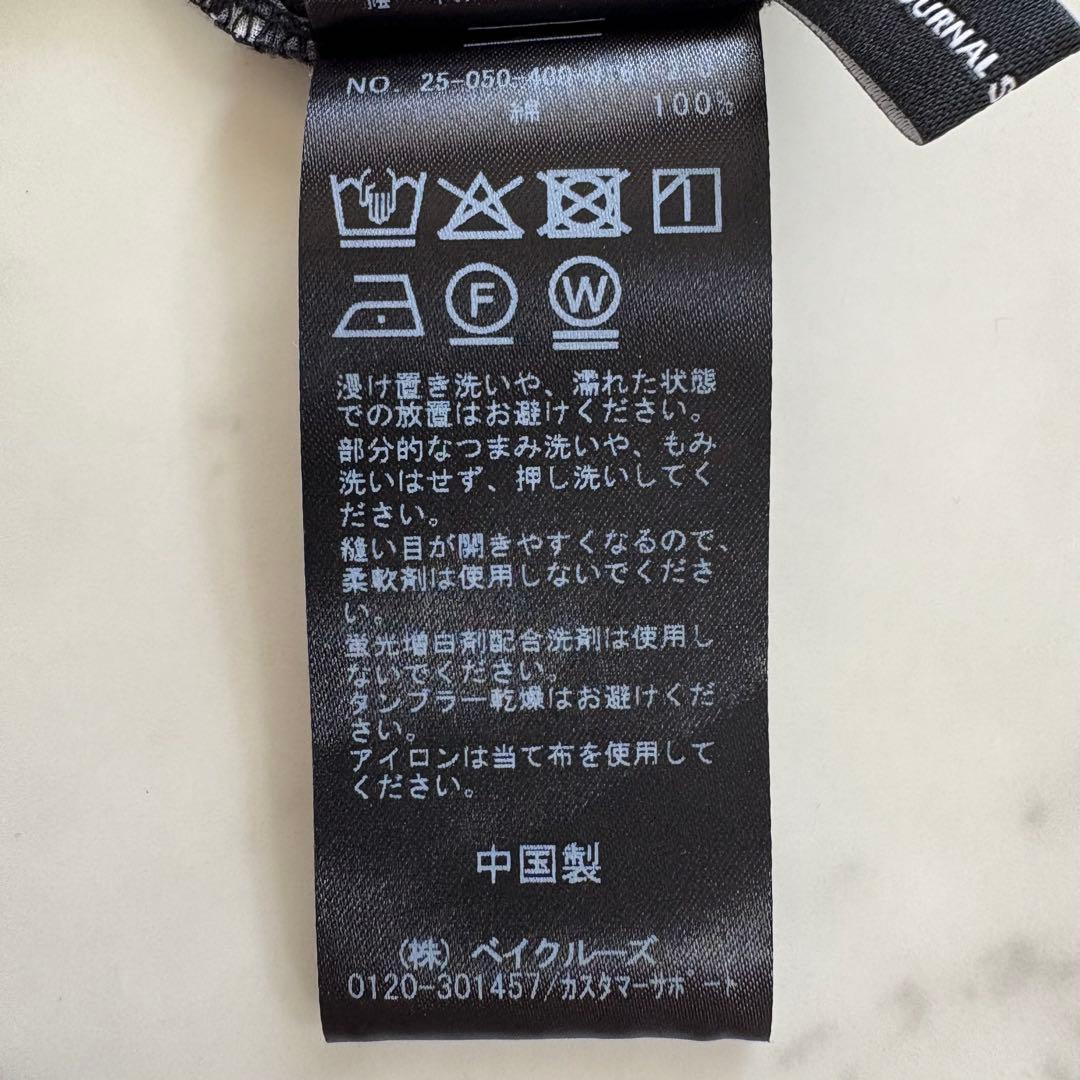 JOURNAL S
NO. 25-050-400
綿 100%
F W
浸け置き洗いや、濡れた状態
での放置はお避けください。
部分的なつまみ洗いや、もみ
洗いはせず、押し洗いしてく
ださい。
縫い目が開きやすくなるので、
柔軟剤は使用しないでくださ
い。
蛍光増白剤配合洗剤は使用し
ないでください。
タンブラー乾燥はお避けくだ
さい。
アイロンは当て布を使用して
ください。
中国製
(株) ベイクルーズ
0120-301457/ｶｽﾀﾏｰｻﾎﾟｰﾄ